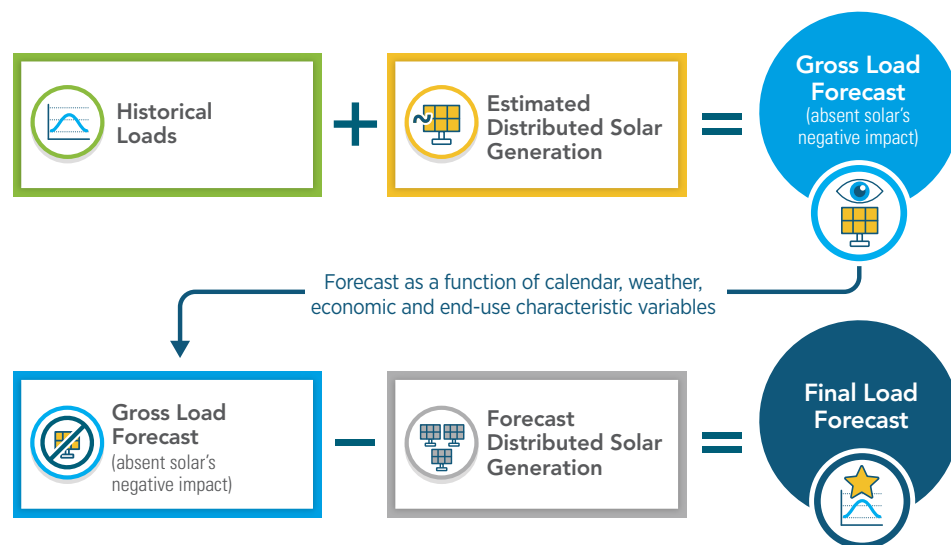 Historical
Loads
+
Estimated
Distributed Solar
Generation
=
Gross Load
Forecast
(absent solar's
negative impact)
Forecast as a function of calendar, weather,
economic and end-use characteristic variables
Gross Load
Forecast
(absent solar's
negative impact)
–
Forecast
Distributed Solar
Generation
=
Final Load
Forecast